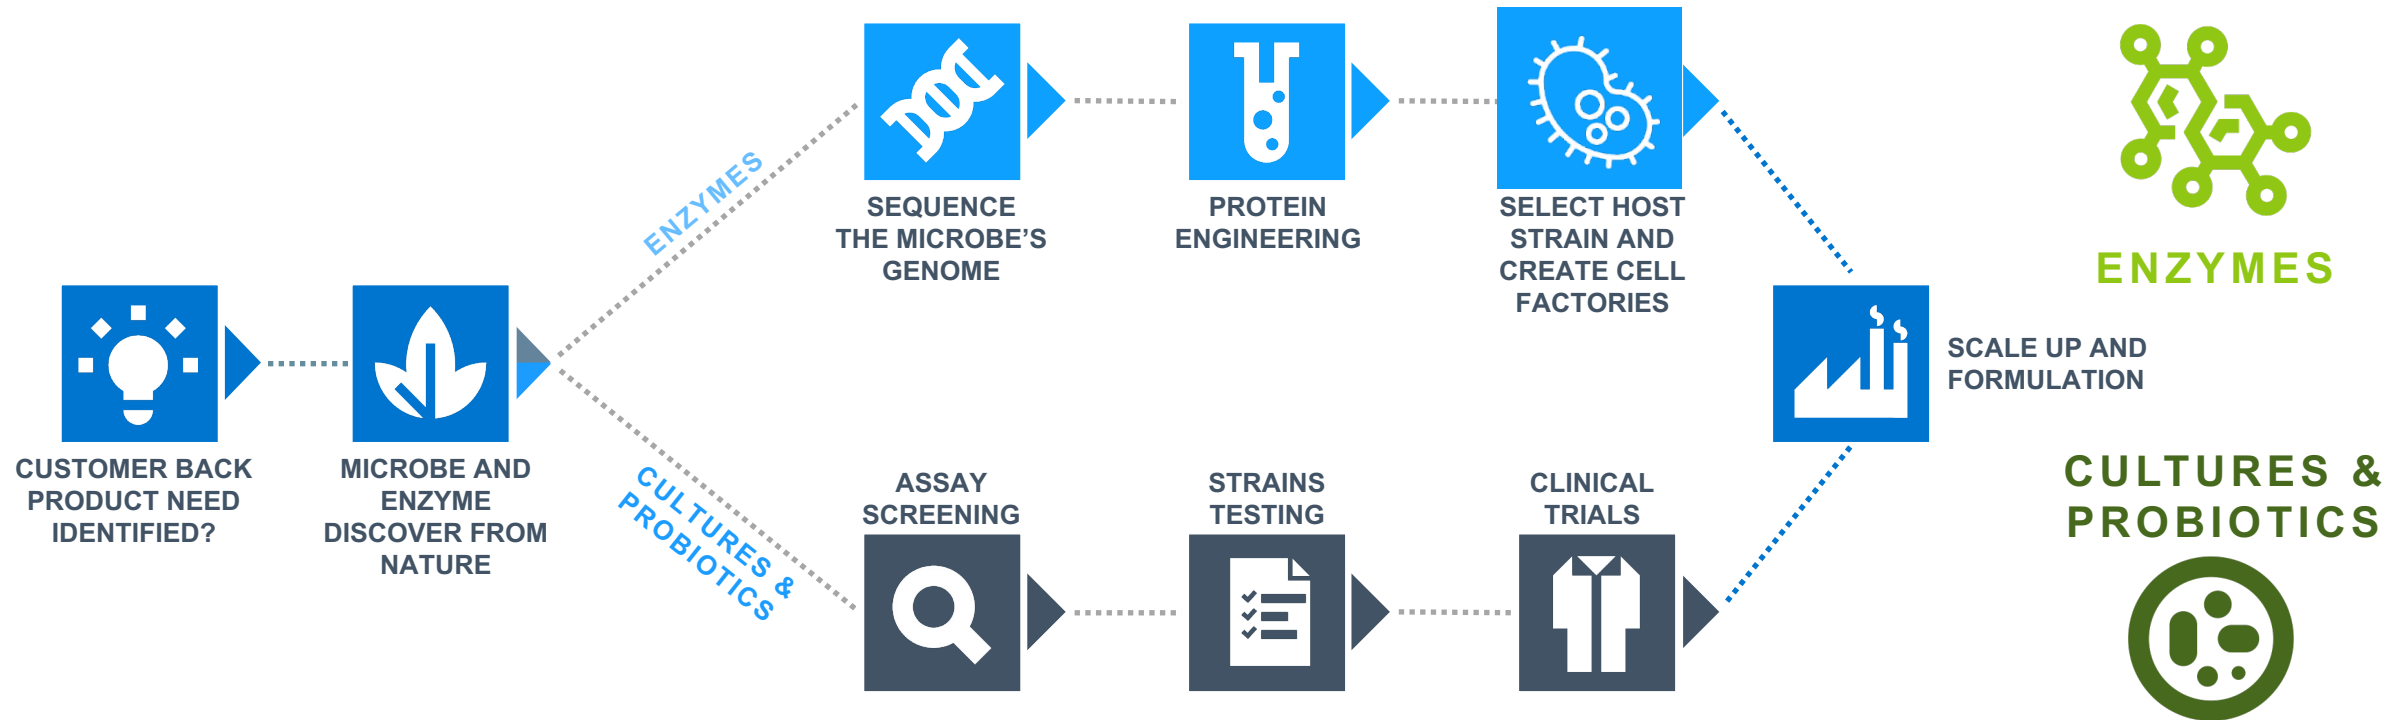 CUSTOMER BACK
PRODUCT NEED
IDENTIFIED?
MICROBE AND
ENZYME
DISCOVER FROM
NATURE
ENZYMES
SEQUENCE
THE MICROBE'S
GENOME
PROTEIN
ENGINEERING
SELECT HOST
STRAIN AND
CREATE CELL
FACTORIES
CULTURES &
PROBIOTICS
ASSAY
SCREENING
STRAINS
TESTING
CLINICAL
TRIALS
SCALE UP AND
FORMULATION
ENZYMES
CULTURES &
PROBIOTICS